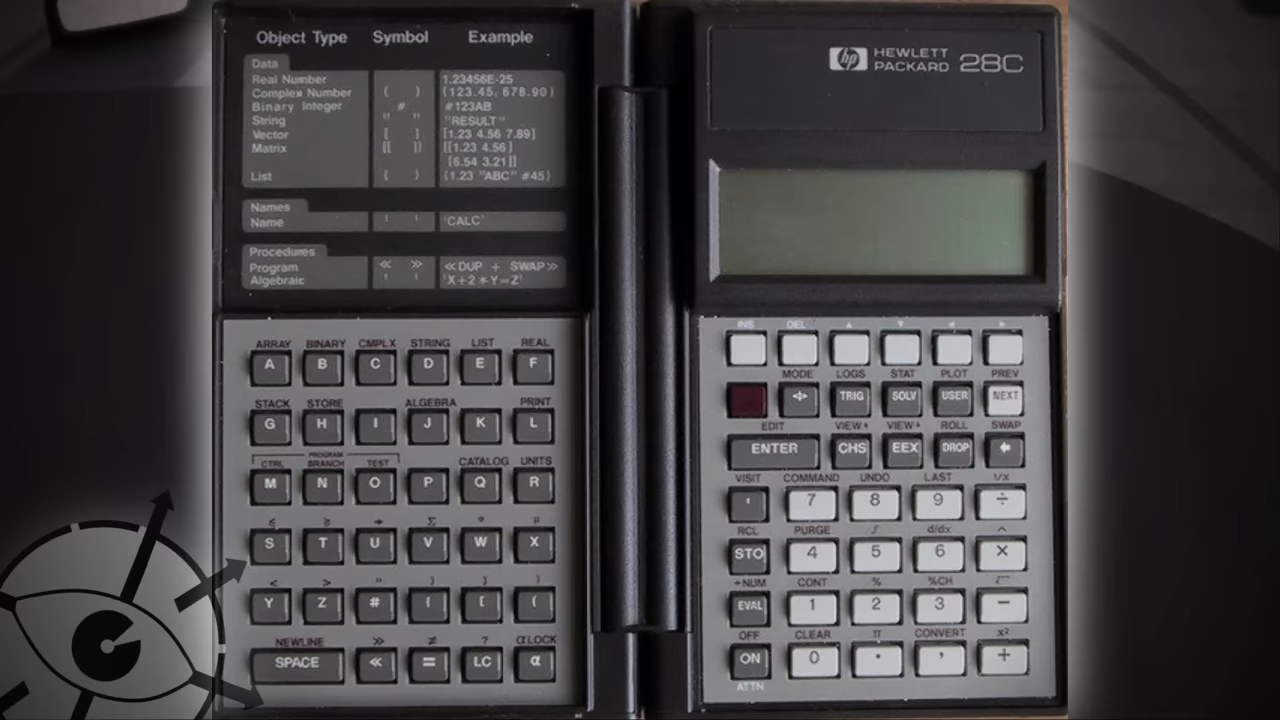 Object Type Symbol Example
Data
Real Number 1.23456E-25
Complex Number ( ) (123.45, 678.90)
Binary Integer # #123AB
String " " "RESULT"
Vector [ ] [1.23 4.56 7.89]
Matrix [[ ]] [[1.23 4.56]
[6.54 3.21]]
List { } {1.23 "ABC" #45}
Names
Name ' ' 'CALC'
Procedures
Program ≪ ≫ ≪DUP + SWAP≫
Algebraic ' ' 'X+2*Y=Z'
ARRAY BINARY CMPLX STRING LIST REAL
A B C D E F
STACK STORE ALGEBRA PRINT
G H I J K L
PROGRAM
CTRL BRANCH TEST CATALOG UNITS
M N O P Q R
≤ ≥ → Σ ° μ
S T U V W X
< > " } ] )
Y Z # { [ (
NEWLINE ≫ ≠ ? α LOCK
SPACE ≪ = LC α
hp HEWLETT PACKARD 28C
INS DEL ▲ ▼ ◄ ►
MODE LOGS STAT PLOT PREV
TRIG SOLV USER NEXT
EDIT VIEW▲ VIEW▼ ROLL SWAP
ENTER CHS EEX DROP ←
VISIT COMMAND UNDO LAST 1/X
' 7 8 9 ÷
RCL PURGE ∫ d/dx ^
STO 4 5 6 ×
→NUM CONT % %CH √
EVAL 1 2 3 −
OFF CLEAR π CONVERT x²
ON 0 . , +
ATTN